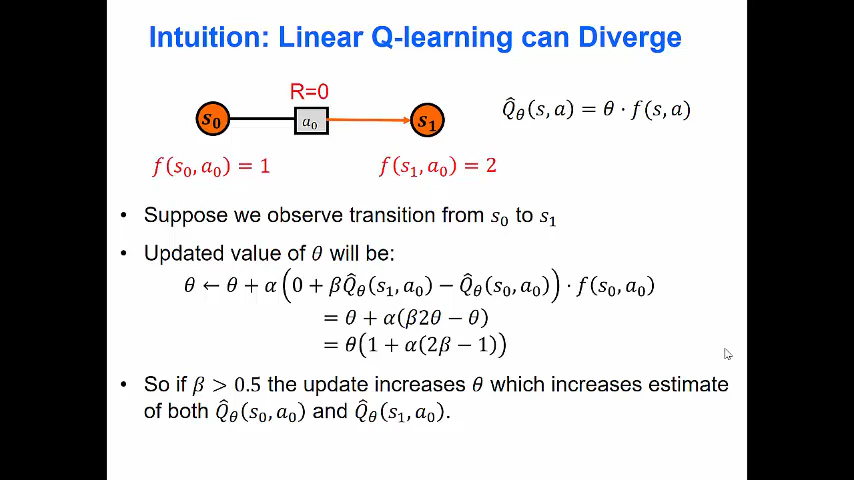 Intuition: Linear Q-learning can Diverge
R=0
s₀ a₀ s₁
Q̂_θ(s, a) = θ · f(s, a)
f(s₀, a₀) = 1
f(s₁, a₀) = 2
• Suppose we observe transition from s₀ to s₁
• Updated value of θ will be:
θ ← θ + α(0 + βQ̂_θ(s₁, a₀) − Q̂_θ(s₀, a₀)) · f(s₀, a₀)
= θ + α(β2θ − θ)
= θ(1 + α(2β − 1))
• So if β > 0.5 the update increases θ which increases estimate
of both Q̂_θ(s₀, a₀) and Q̂_θ(s₁, a₀).